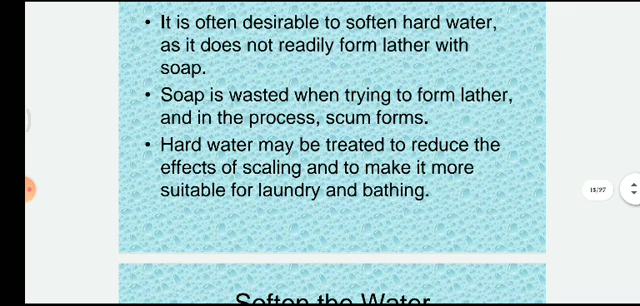 • It is often desirable to soften hard water,
as it does not readily form lather with
soap.
• Soap is wasted when trying to form lather,
and in the process, scum forms.
• Hard water may be treated to reduce the
effects of scaling and to make it more
suitable for laundry and bathing.
15/27
Soften the Water